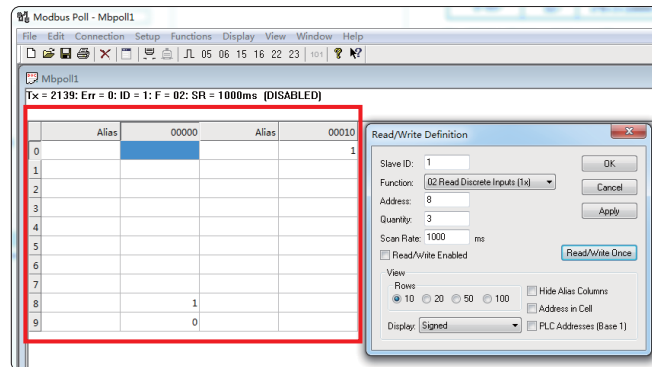 Modbus Poll - Mbpoll1
File Edit Connection Setup Functions Display View Window Help
05 06 15 16 22 23 101
Mbpoll1
Tx = 2139: Err = 0: ID = 1: F = 02: SR = 1000ms (DISABLED)
Alias 00000 Alias 00010
0 1
1
2
3
4
5
6
7
8 1
9 0
Read/Write Definition
Slave ID: 1 OK
Function: 02 Read Discrete Inputs (1x) Cancel
Address: 8
Quantity: 3 Apply
Scan Rate: 1000 ms
Read/Write Enabled Read/Write Once
View
Rows
10 20 50 100 Hide Alias Columns
Address in Cell
Display: Signed PLC Addresses (Base 1)